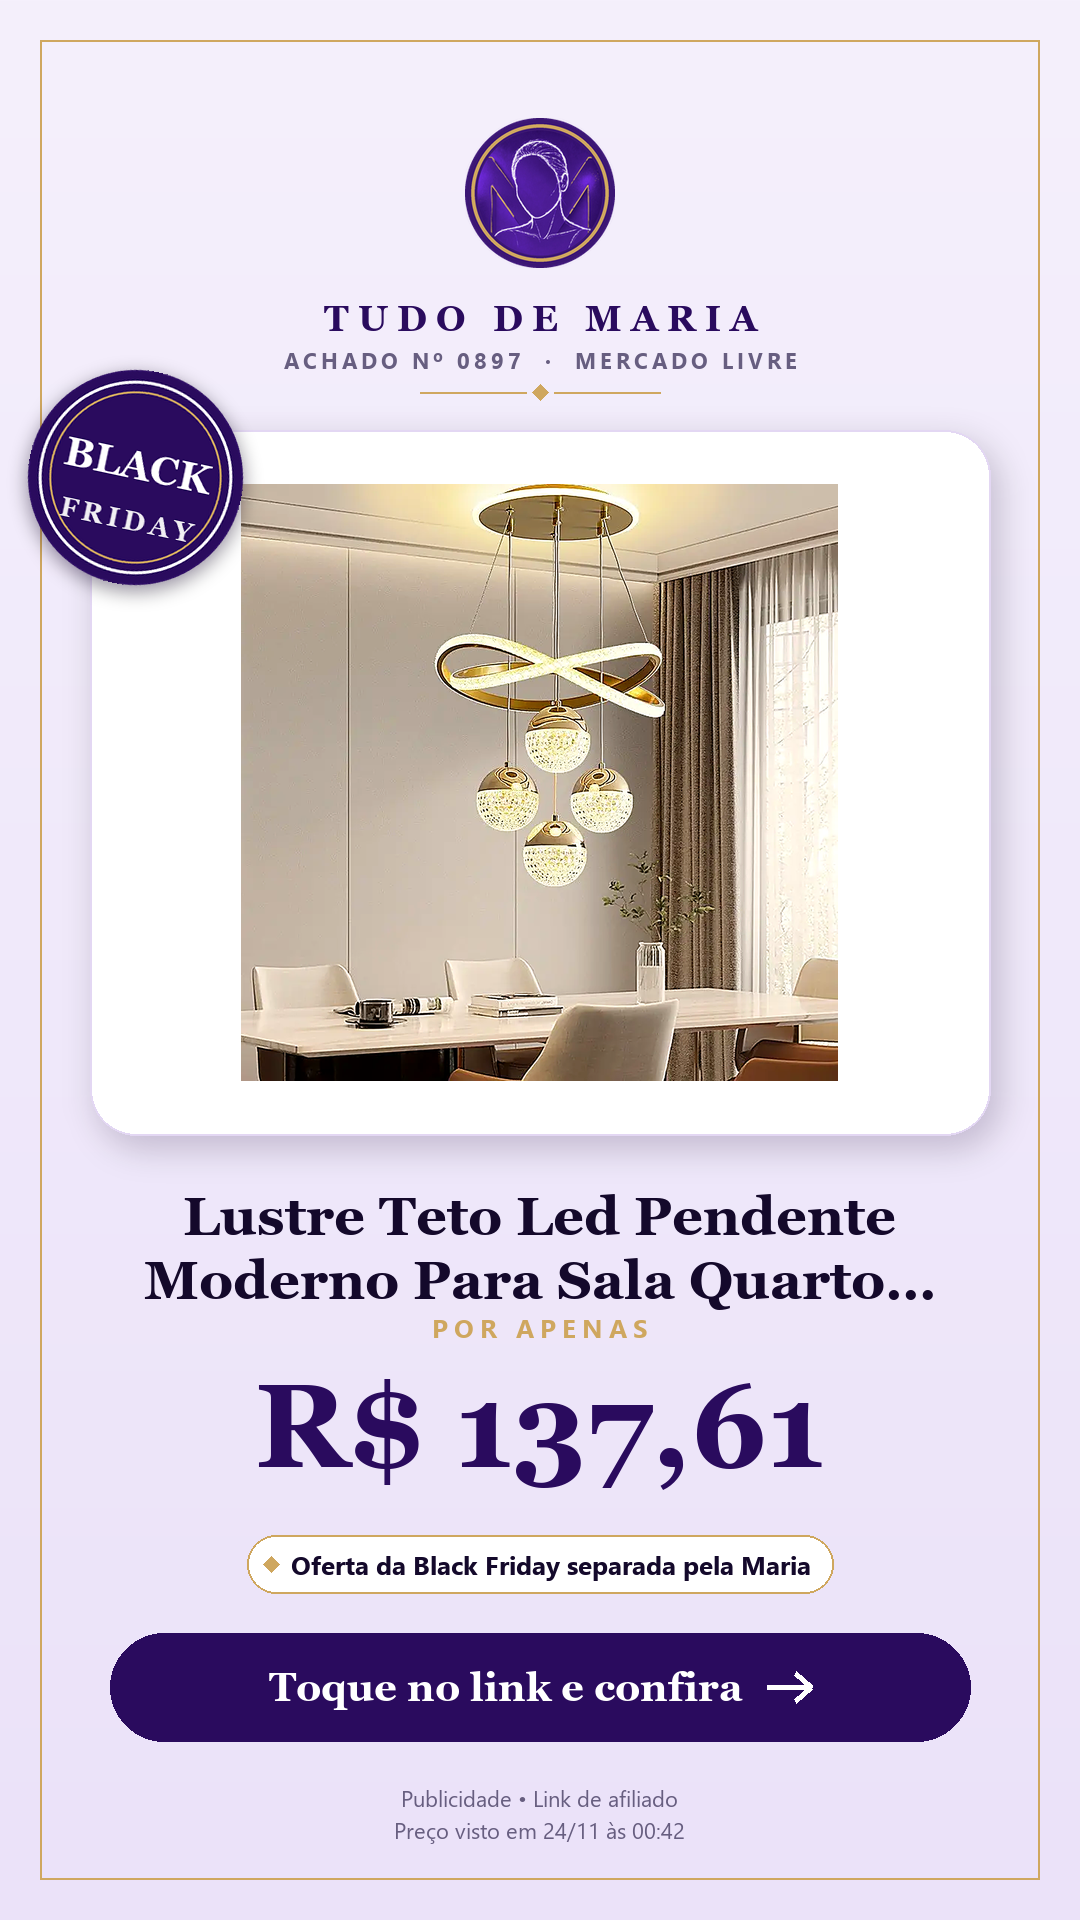 TUDO DE MARIA
ACHADO Nº 0897 · MERCADO LIVRE
BLACK
FRIDAY
Lustre Teto Led Pendente
Moderno Para Sala Quarto...
POR APENAS
R$ 137,61
Oferta da Black Friday separada pela Maria
Toque no link e confira →
Publicidade • Link de afiliado
Preço visto em 24/11 às 00:42